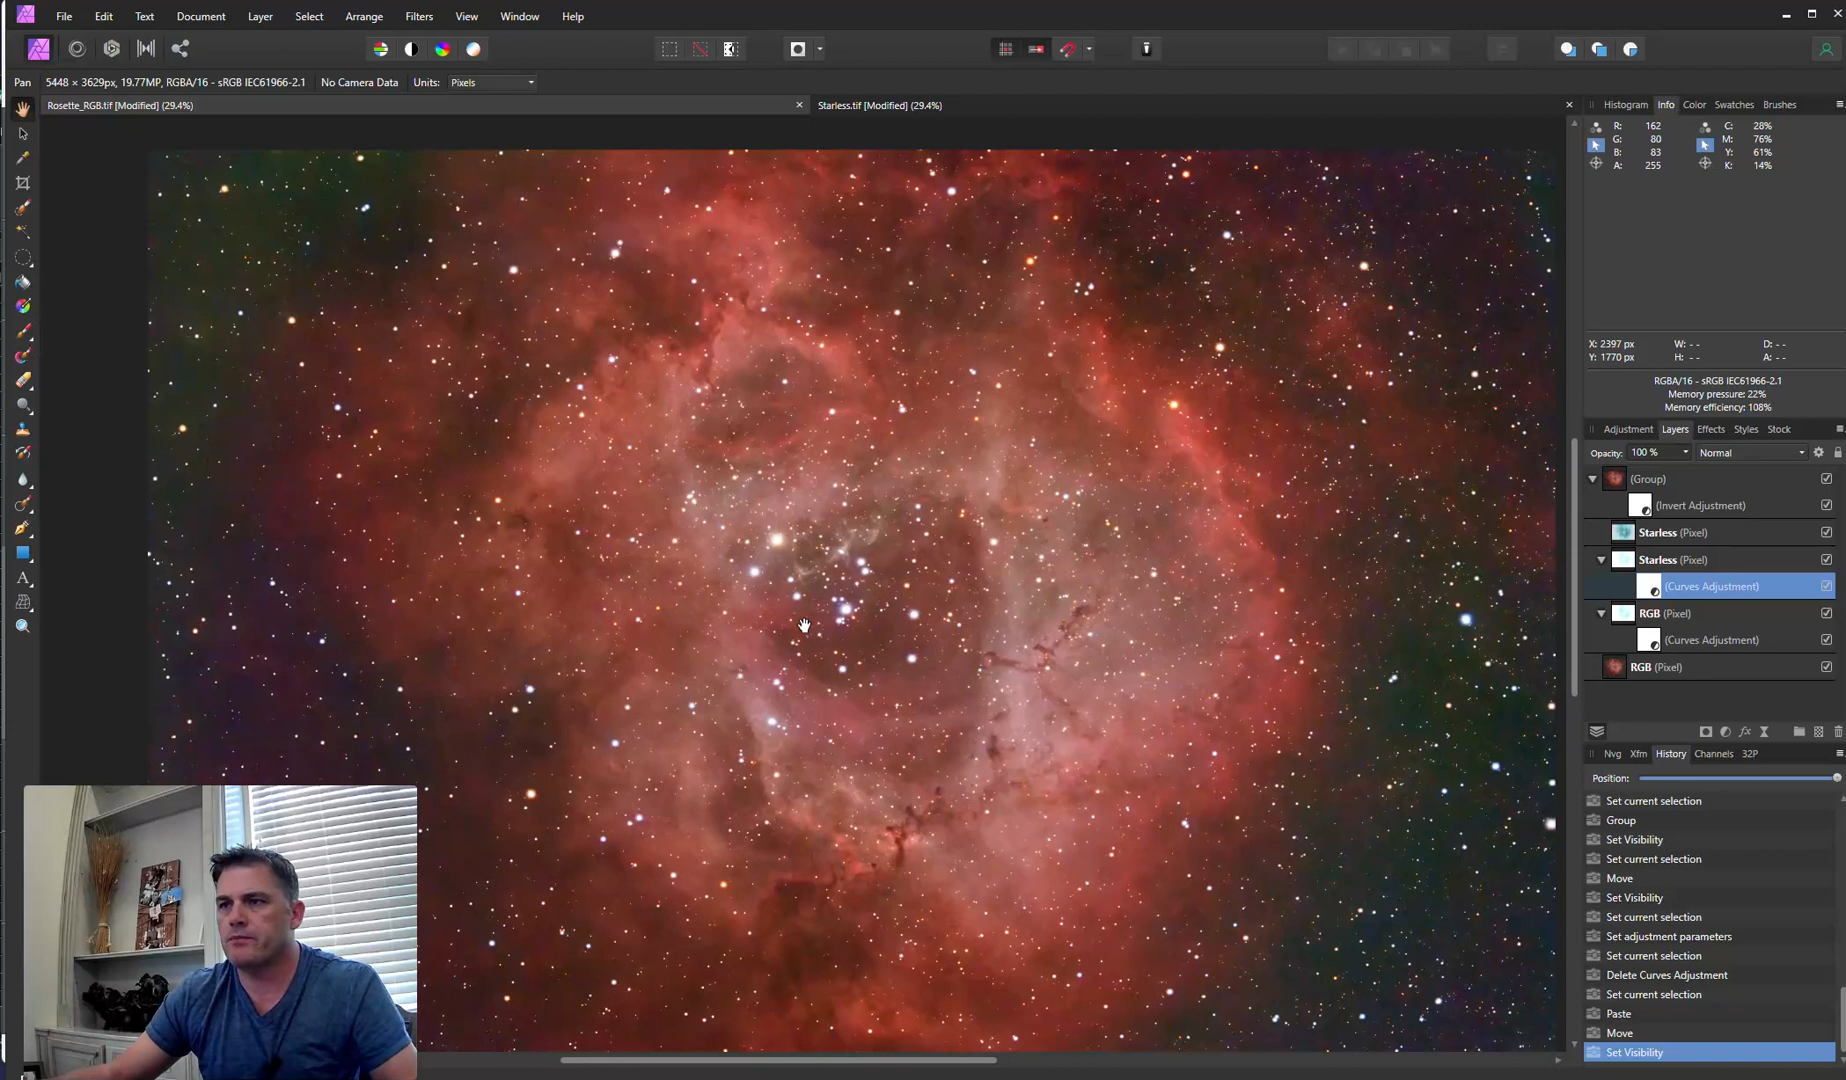 File Edit Text Document Layer Select Arrange Filters View Window Help
Pan 5448 × 3629px, 19.77MP, RGBA/16 - sRGB IEC61966-2.1 No Camera Data Units: Pixels
Rosette_RGB.tif [Modified] (29.4%) Starless.tif [Modified] (29.4%)
Histogram Info Color Swatches Brushes
R: 162 C: 28%
G: 80 M: 76%
B: 83 Y: 61%
A: 255 K: 14%
X: 2397 px W: -- D: --
Y: 1770 px H: -- A: --
RGBA/16 - sRGB IEC61966-2.1
Memory pressure: 22%
Memory efficiency: 108%
Adjustment Layers Effects Styles Stock
Opacity: 100 % Normal
(Group)
(Invert Adjustment)
Starless (Pixel)
Starless (Pixel)
(Curves Adjustment)
RGB (Pixel)
(Curves Adjustment)
RGB (Pixel)
Nvg Xfm History Channels 32P
Position:
Set current selection
Group
Set Visibility
Set current selection
Move
Set Visibility
Set current selection
Set adjustment parameters
Set current selection
Delete Curves Adjustment
Set current selection
Paste
Move
Set Visibility